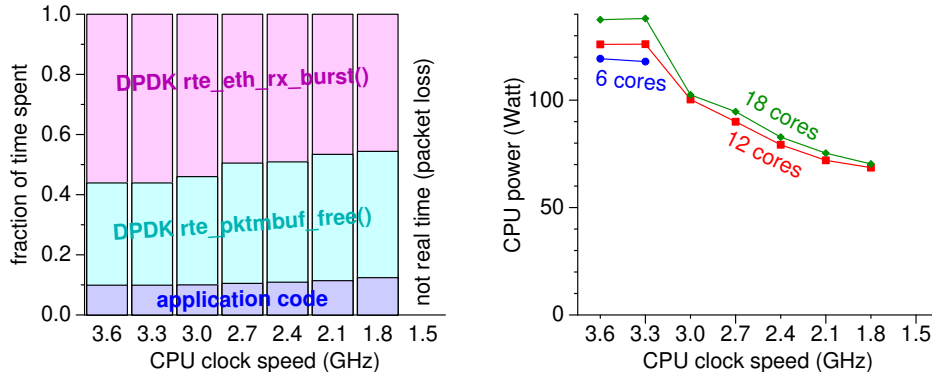 fraction of time spent
1.0
0.8
0.6
0.4
0.2
0.0
DPDK rte_eth_rx_burst()
DPDK rte_pktmbuf_free()
application code
not real time (packet loss)
3.6 3.3 3.0 2.7 2.4 2.1 1.8 1.5
CPU clock speed (GHz)
CPU power (Watt)
100
50
0
6 cores
18 cores
12 cores
3.6 3.3 3.0 2.7 2.4 2.1 1.8 1.5
CPU clock speed (GHz)